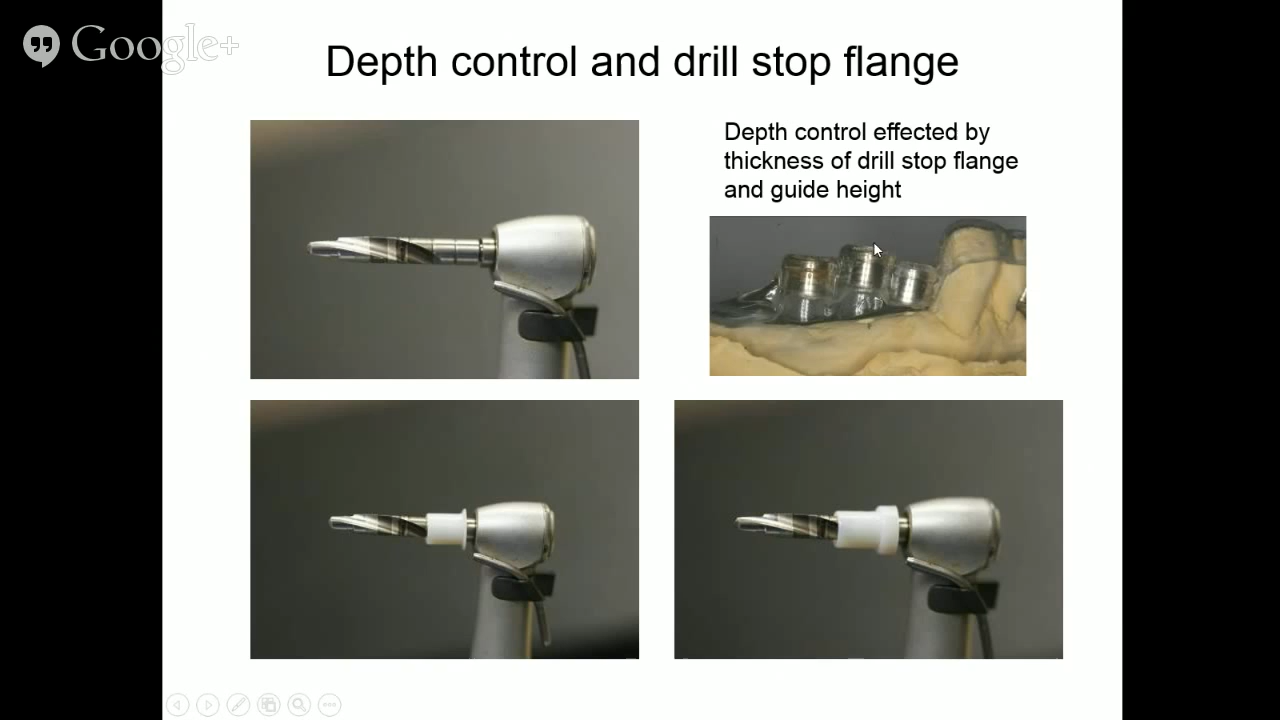 Google+
Depth control and drill stop flange
Depth control effected by
thickness of drill stop flange
and guide height